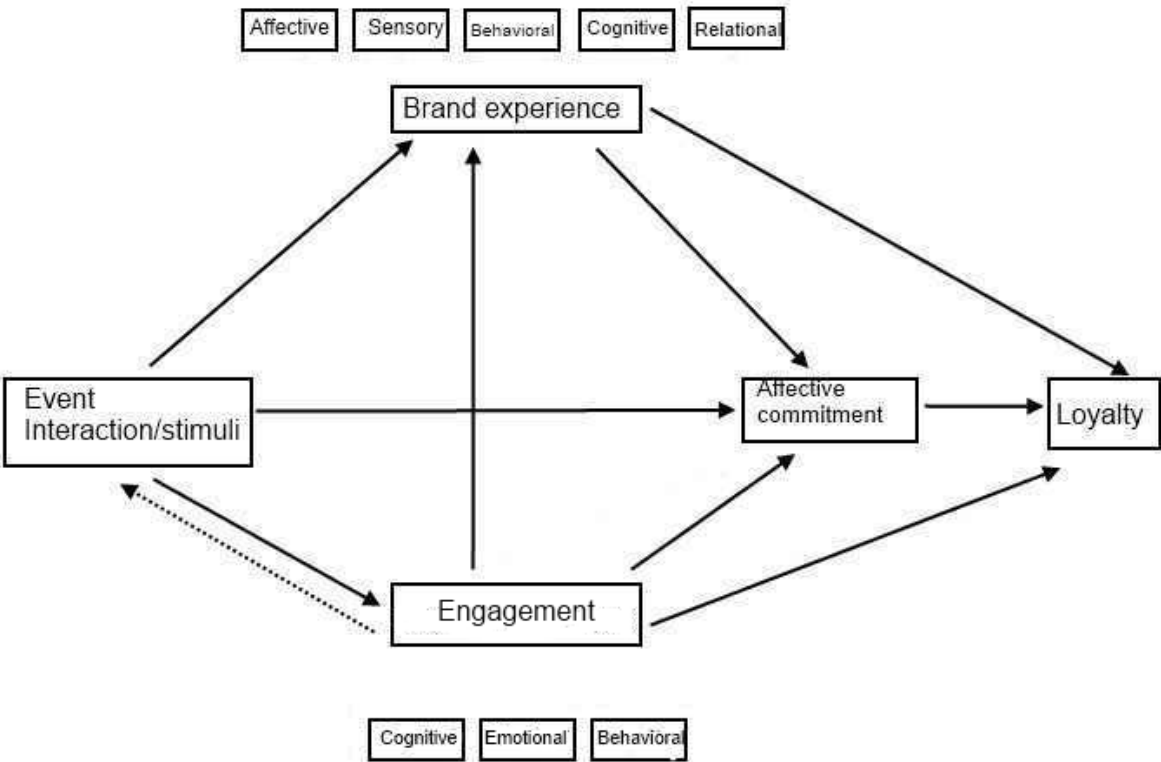 Affective Sensory Behavioral Cognitive Relational
Brand experience
Event
Interaction/stimuli
Affective
commitment
Loyalty
Engagement
Cognitive Emotional Behavioral